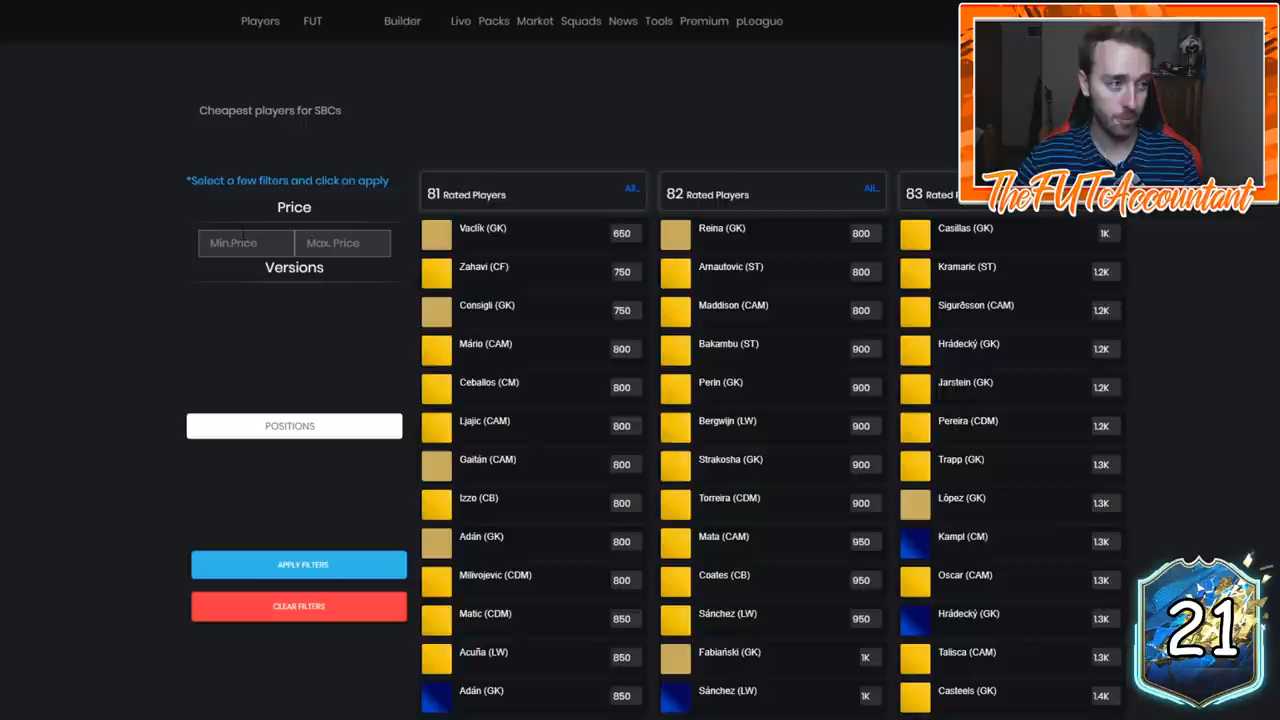 Players FUT Builder Live Packs Market Squads News Tools Premium pLeague
Cheapest players for SBCs
*Select a few filters and click on apply
Price
Min.Price Max. Price
Versions
POSITIONS
APPLY FILTERS
CLEAR FILTERS
81 Rated Players All..
Vaclík (GK) 650
Zahavi (CF) 750
Consigli (GK) 750
Mário (CAM) 800
Ceballos (CM) 800
Ljajic (CAM) 800
Gaitán (CAM) 800
Izzo (CB) 800
Adán (GK) 800
Milivojevic (CDM) 800
Matic (CDM) 850
Acuña (LW) 850
Adán (GK) 850
82 Rated Players All..
Reina (GK) 800
Arnautovic (ST) 800
Maddison (CAM) 800
Bakambu (ST) 900
Perin (GK) 900
Bergwijn (LW) 900
Strakosha (GK) 900
Torreira (CDM) 900
Mata (CAM) 950
Coates (CB) 950
Sánchez (LW) 950
Fabiański (GK) 1K
Sánchez (LW) 1K
83 Rated P
Casillas (GK) 1K
Kramaric (ST) 1.2K
Sigurðsson (CAM) 1.2K
Hrádecký (GK) 1.2K
Jarstein (GK) 1.2K
Pereira (CDM) 1.2K
Trapp (GK) 1.3K
López (GK) 1.3K
Kampl (CM) 1.3K
Oscar (CAM) 1.3K
Hrádecký (GK) 1.3K
Talisca (CAM) 1.3K
Casteels (GK) 1.4K
TheFUTAccountant
21